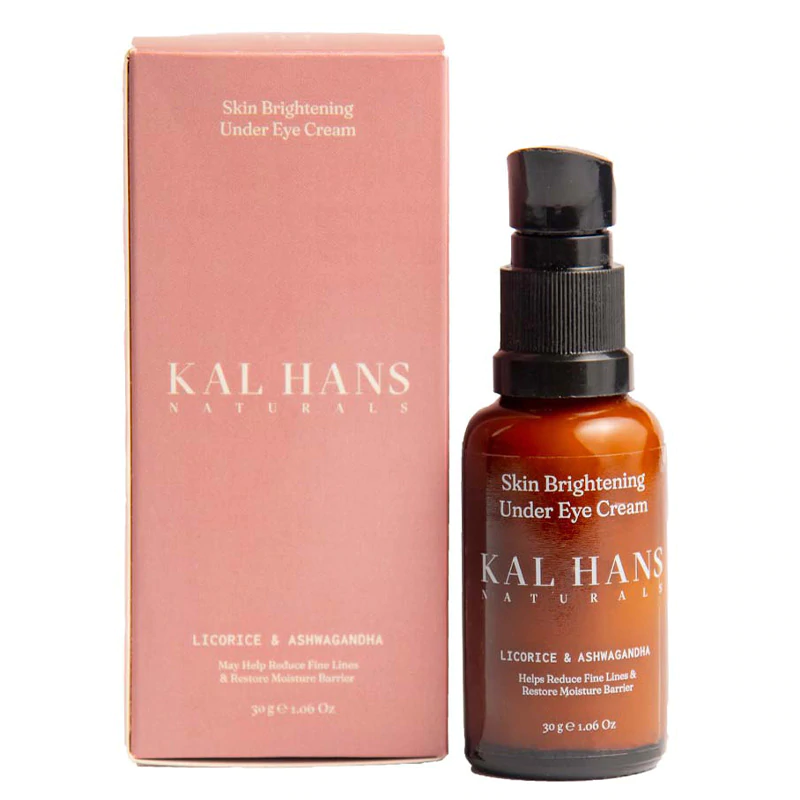 Skin Brightening
Under Eye Cream
KAL HANS
NATURALS
LICORICE & ASHWAGANDHA
May Help Reduce Fine Lines
& Restore Moisture Barrier
30 g ℮ 1.06 Oz
Skin Brightening
Under Eye Cream
KAL HANS
NATURALS
LICORICE & ASHWAGANDHA
Helps Reduce Fine Lines &
Restore Moisture Barrier
30 g ℮ 1.06 Oz